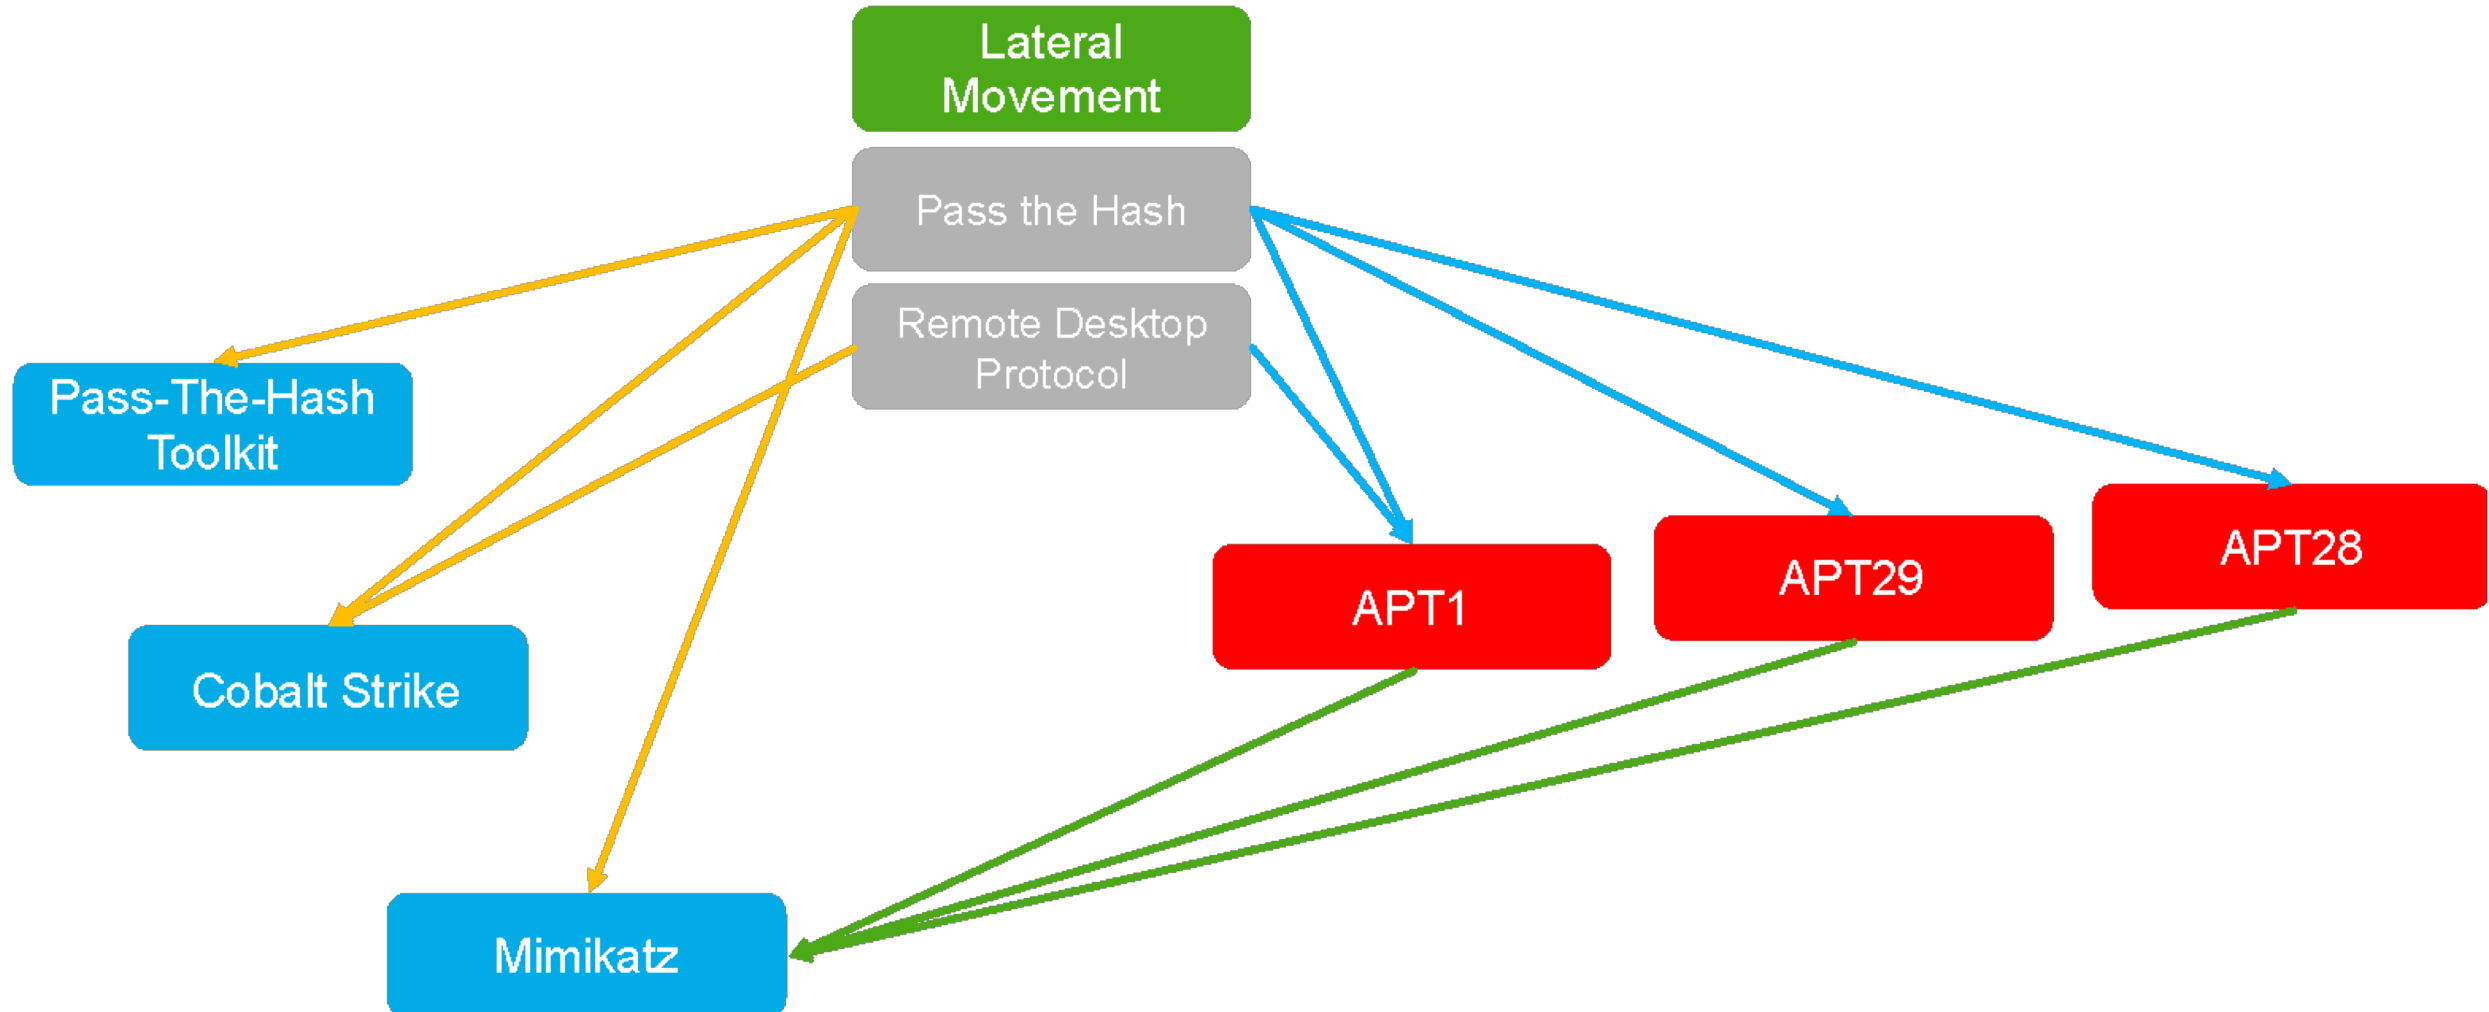 Lateral
Movement
Pass the Hash
Remote Desktop
Protocol
Pass-The-Hash
Toolkit
APT28
APT29
APT1
Cobalt Strike
Mimikatz